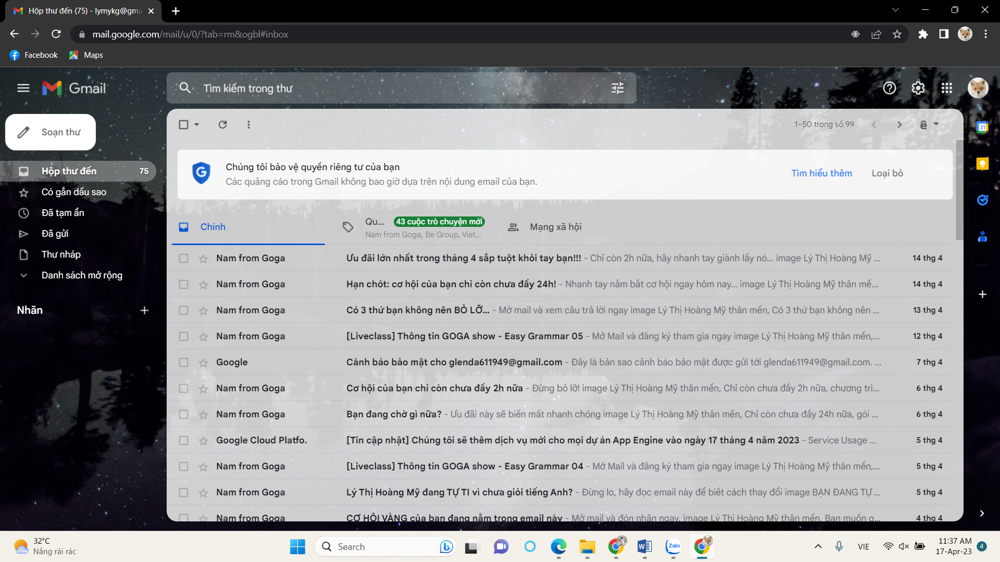 Hộp thư đến (75) - lymykg@gma
mail.google.com/mail/u/0/?tab=rm&ogbl#inbox
Facebook
Maps
Gmail
Tìm kiếm trong thư
Soạn thư
1–50 trong số 99
Hộp thư đến 75
Có gắn dấu sao
Đã tạm ẩn
Đã gửi
Thư nháp
Danh sách mở rộng
Nhãn
Chúng tôi bảo vệ quyền riêng tư của bạn
Các quảng cáo trong Gmail không bao giờ dựa trên nội dung email của bạn.
Tìm hiểu thêm
Loại bỏ
Chính
Qu... 43 cuộc trò chuyện mới
Nam from Goga, Be Group, Viet...
Mạng xã hội
Nam from Goga Ưu đãi lớn nhất trong tháng 4 sắp tuột khỏi tay bạn!!! - Chỉ còn 2h nữa, hãy nhanh tay giành lấy nó... image Lý Thị Hoàng Mỹ ... 14 thg 4
Nam from Goga Hạn chót: cơ hội của bạn chỉ còn chưa đầy 24h! - Nhanh tay nắm bắt cơ hội ngay hôm nay... image Lý Thị Hoàng Mỹ thân mế... 14 thg 4
Nam from Goga Có 3 thứ bạn không nên BỎ LỠ... - Mở mail và xem câu trả lời ngay image Lý Thị Hoàng Mỹ thân mến, Có 3 thứ bạn không nên ... 13 thg 4
Nam from Goga [Liveclass] Thông tin GOGA show - Easy Grammar 05 - Mở Mail và đăng ký tham gia ngay image Lý Thị Hoàng Mỹ thân mến,... 12 thg 4
Google Cảnh báo bảo mật cho glenda611949@gmail.com - Đây là bản sao cảnh báo bảo mật được gửi tới glenda611949@gmail.com. ... 7 thg 4
Nam from Goga Cơ hội của bạn chỉ còn chưa đầy 2h nữa - Đừng bỏ lỡ! image Lý Thị Hoàng Mỹ thân mến, Chỉ còn chưa đầy 2h nữa, chương trì... 6 thg 4
Nam from Goga Bạn đang chờ gì nữa? - Ưu đãi này sẽ biến mất nhanh chóng image Lý Thị Hoàng Mỹ thân mến, Chỉ còn chưa đầy 24h nữa, gói ... 6 thg 4
Google Cloud Platfo. [Tin cập nhật] Chúng tôi sẽ thêm dịch vụ mới cho mọi dự án App Engine vào ngày 17 tháng 4 năm 2023 - Service Usage ... 5 thg 4
Nam from Goga [Liveclass] Thông tin GOGA show - Easy Grammar 04 - Mở Mail và đăng ký tham gia ngay image Lý Thị Hoàng Mỹ thân mến,... 5 thg 4
Nam from Goga Lý Thị Hoàng Mỹ đang TỰ TI vì chưa giỏi tiếng Anh? - Đừng lo, hãy đọc email này để biết cách thay đổi image BẠN ĐANG TỰ ... 5 thg 4
Nam from Goga CƠ HỘI VÀNG của bạn đang nằm trong email này - Mở mail và đón nhận ngay. image Lý Thị Hoàng Mỹ thân mến, Bạn muốn g... 4 thg 4
32°C
Nắng rải rác
Search
Zalo
VIE
11:37 AM
17-Apr-23
4